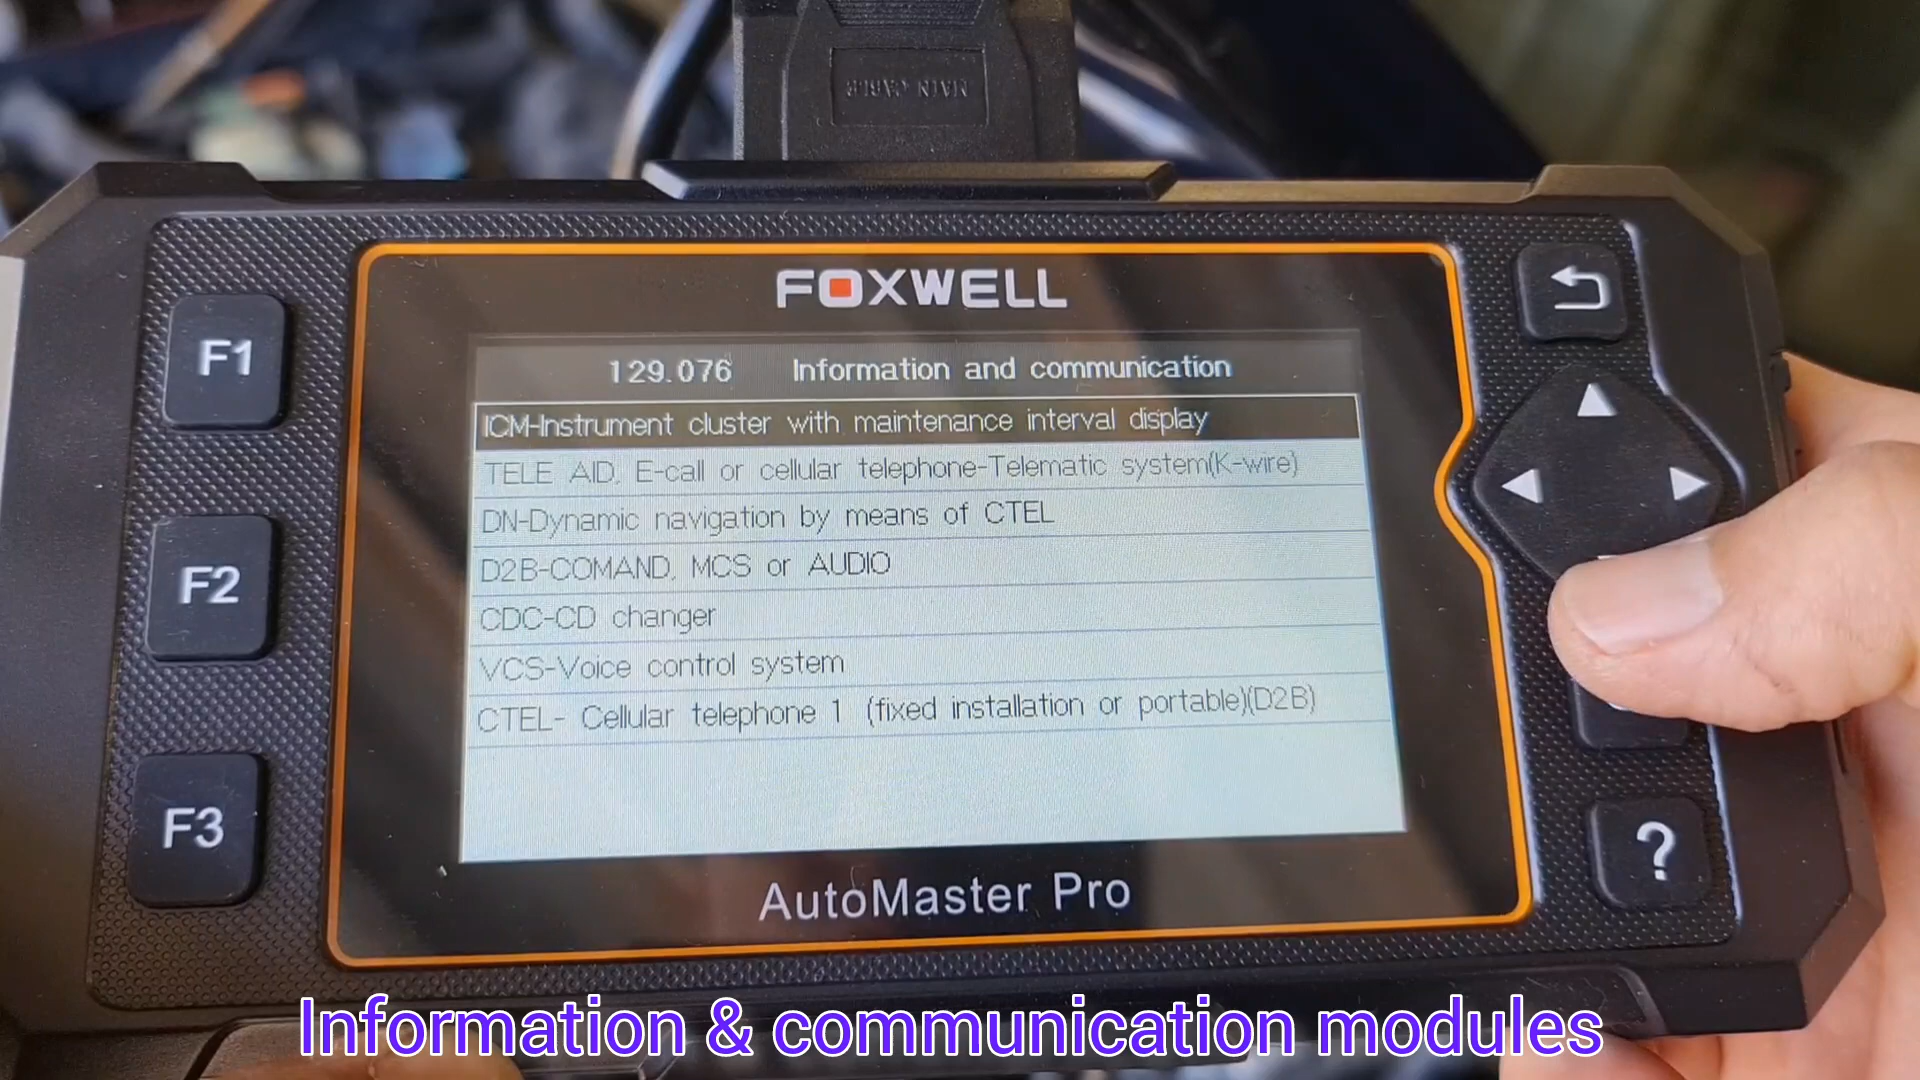 MAIN CABLE
FOXWELL
129.076 Information and communication
ICM-Instrument cluster with maintenance interval display
TELE AID, E-call or cellular telephone-Telematic system(K-wire)
DN-Dynamic navigation by means of CTEL
D2B-COMAND, MCS or AUDIO
CDC-CD changer
VCS-Voice control system
CTEL- Cellular telephone 1 (fixed installation or portable)(D2B)
AutoMaster Pro
F1
F2
F3
?
Information & communication modules